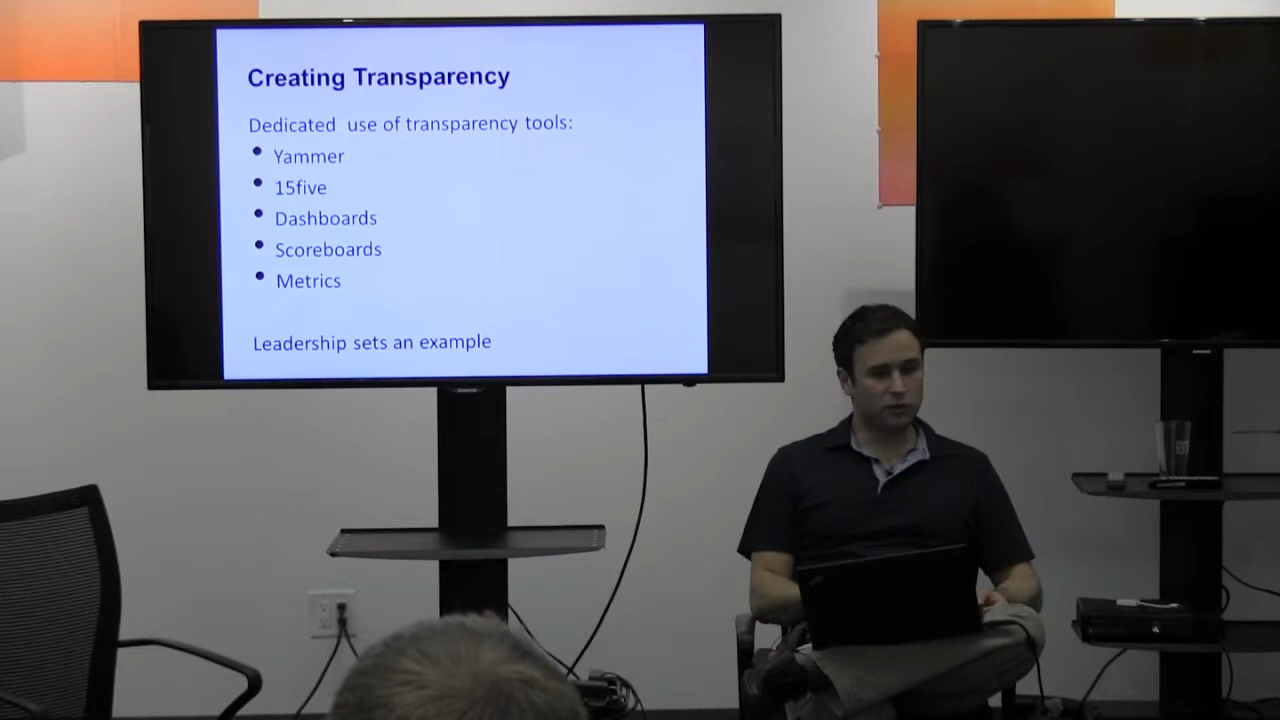 Creating Transparency
Dedicated use of transparency tools:
• Yammer
• 15five
• Dashboards
• Scoreboards
• Metrics
Leadership sets an example